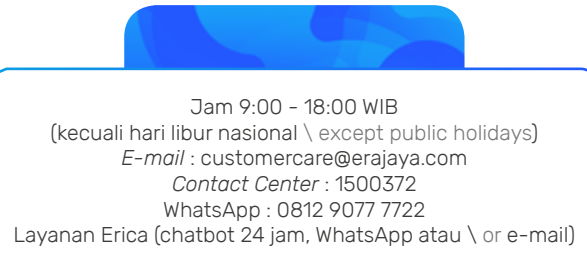 Jam 9:00 - 18:00 WIB
(kecuali hari libur nasional \ except public holidays)
E-mail : customercare@erajaya.com
Contact Center : 1500372
WhatsApp : 0812 9077 7722
Layanan Erica (chatbot 24 jam, WhatsApp atau \ or e-mail)